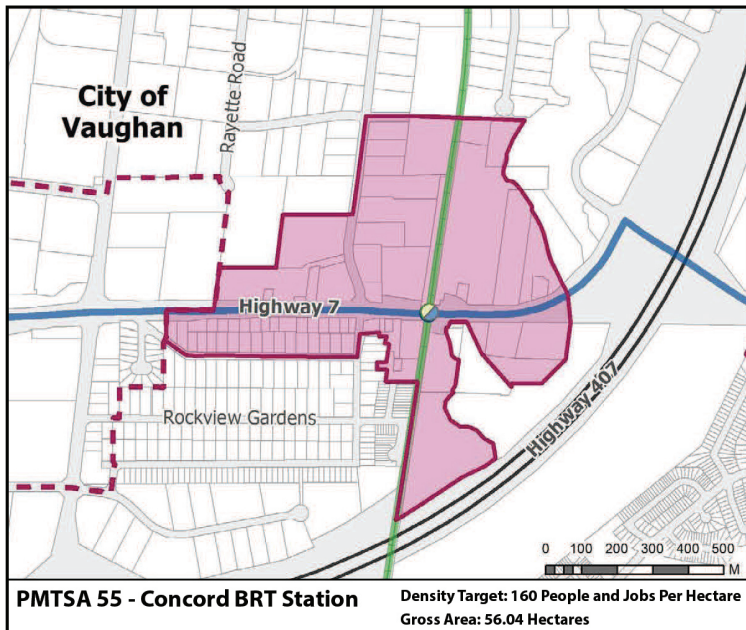 City of
Vaughan
Rayette Road
Highway 7
Rockview Gardens
Highway 407
0 100 200 300 400 500
M
PMTSA 55 - Concord BRT Station
Density Target: 160 People and Jobs Per Hectare
Gross Area: 56.04 Hectares